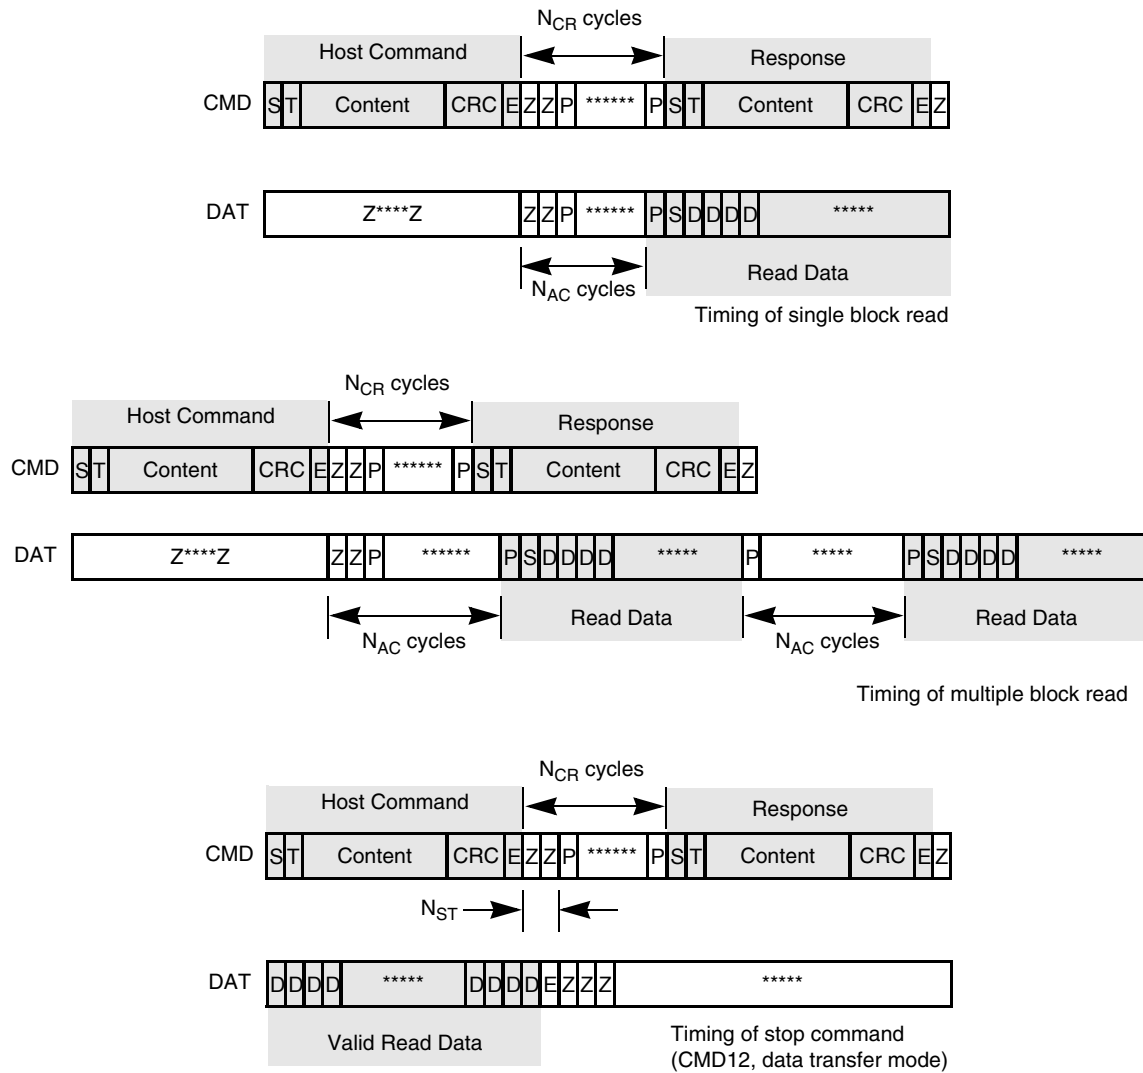 N_CR cycles
Host Command
Response
CMD S T Content CRC E Z Z P ****** P S T Content CRC E Z
DAT Z****Z Z Z P ****** P S D D D D *****
N_AC cycles
Read Data
Timing of single block read
N_CR cycles
Host Command
Response
CMD S T Content CRC E Z Z P ****** P S T Content CRC E Z
DAT Z****Z Z Z P ****** P S D D D D ***** P ***** P S D D D D *****
N_AC cycles Read Data N_AC cycles Read Data
Timing of multiple block read
N_CR cycles
Host Command
Response
CMD S T Content CRC E Z Z P ****** P S T Content CRC E Z
N_ST
DAT D D D D ***** D D D D E Z Z Z *****
Valid Read Data
Timing of stop command
(CMD12, data transfer mode)